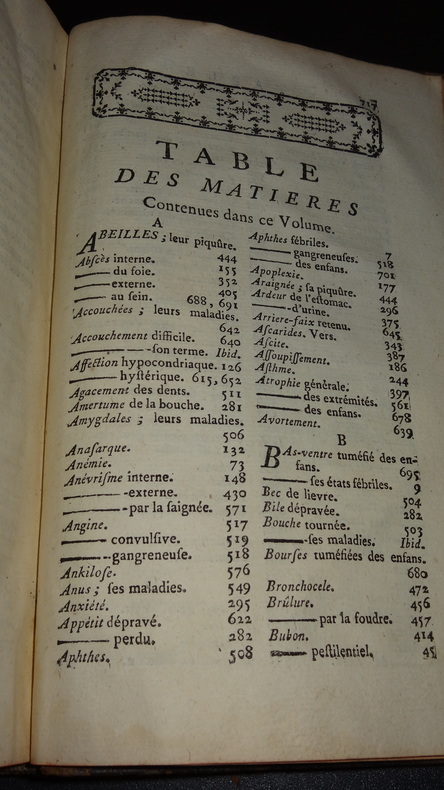 717
TABLE
DES MATIERES
Contenues dans ce Volume.
A
ABEILLES ; leur piquûre.
444
Abſcès interne. 155
—— du foie. 352
—— externe. 405
—— au ſein. 688, 691
Accouchées ; leurs maladies.
642
Accouchement difficile. 640
—— -ſon terme. Ibid.
Affection hypocondriaque. 126
—— hyſtérique. 615, 652
Agacement des dents. 511
Amertume de la bouche. 281
Amygdales ; leurs maladies.
506
Anaſarque. 132
Anémie. 73
Anévriſme interne. 148
—— -externe. 430
—— -par la ſaignée. 571
Angine. 517
—— convulſive. 519
—— -gangreneuſe. 518
Ankiloſe. 576
Anus ; ſes maladies. 549
Anxiété. 295
Appétit dépravé. 622
—— perdu. 282
Aphthes. 508
Aphthes fébriles. 7
—— gangreneuſes. 518
—— des enfans. 701
Apoplexie. 177
Araignée ; ſa piquûre. 444
Ardeur de l'eſtomac. 296
—— -d'urine. 375
Arriere-faix retenu. 645
Aſcarides. Vers. 343
Aſcite. 387
Aſſoupiſſement. 186
Aſthme. 244
Atrophie générale. 397
—— des extrémités. 561
—— des enfans. 678
Avortement. 639
B
BAs-ventre tuméfié des en-
fans. 695
—— ſes états fébriles. 9
Bec de lievre. 504
Bile dépravée. 282
Bouche tournée. 503
—— -ſes maladies. Ibid.
Bourſes tuméfiées des enfans.
680
Bronchocele. 472
Brûlure. 456
—— par la foudre. 457
Bubon. 414
—— peſtilentiel. 45